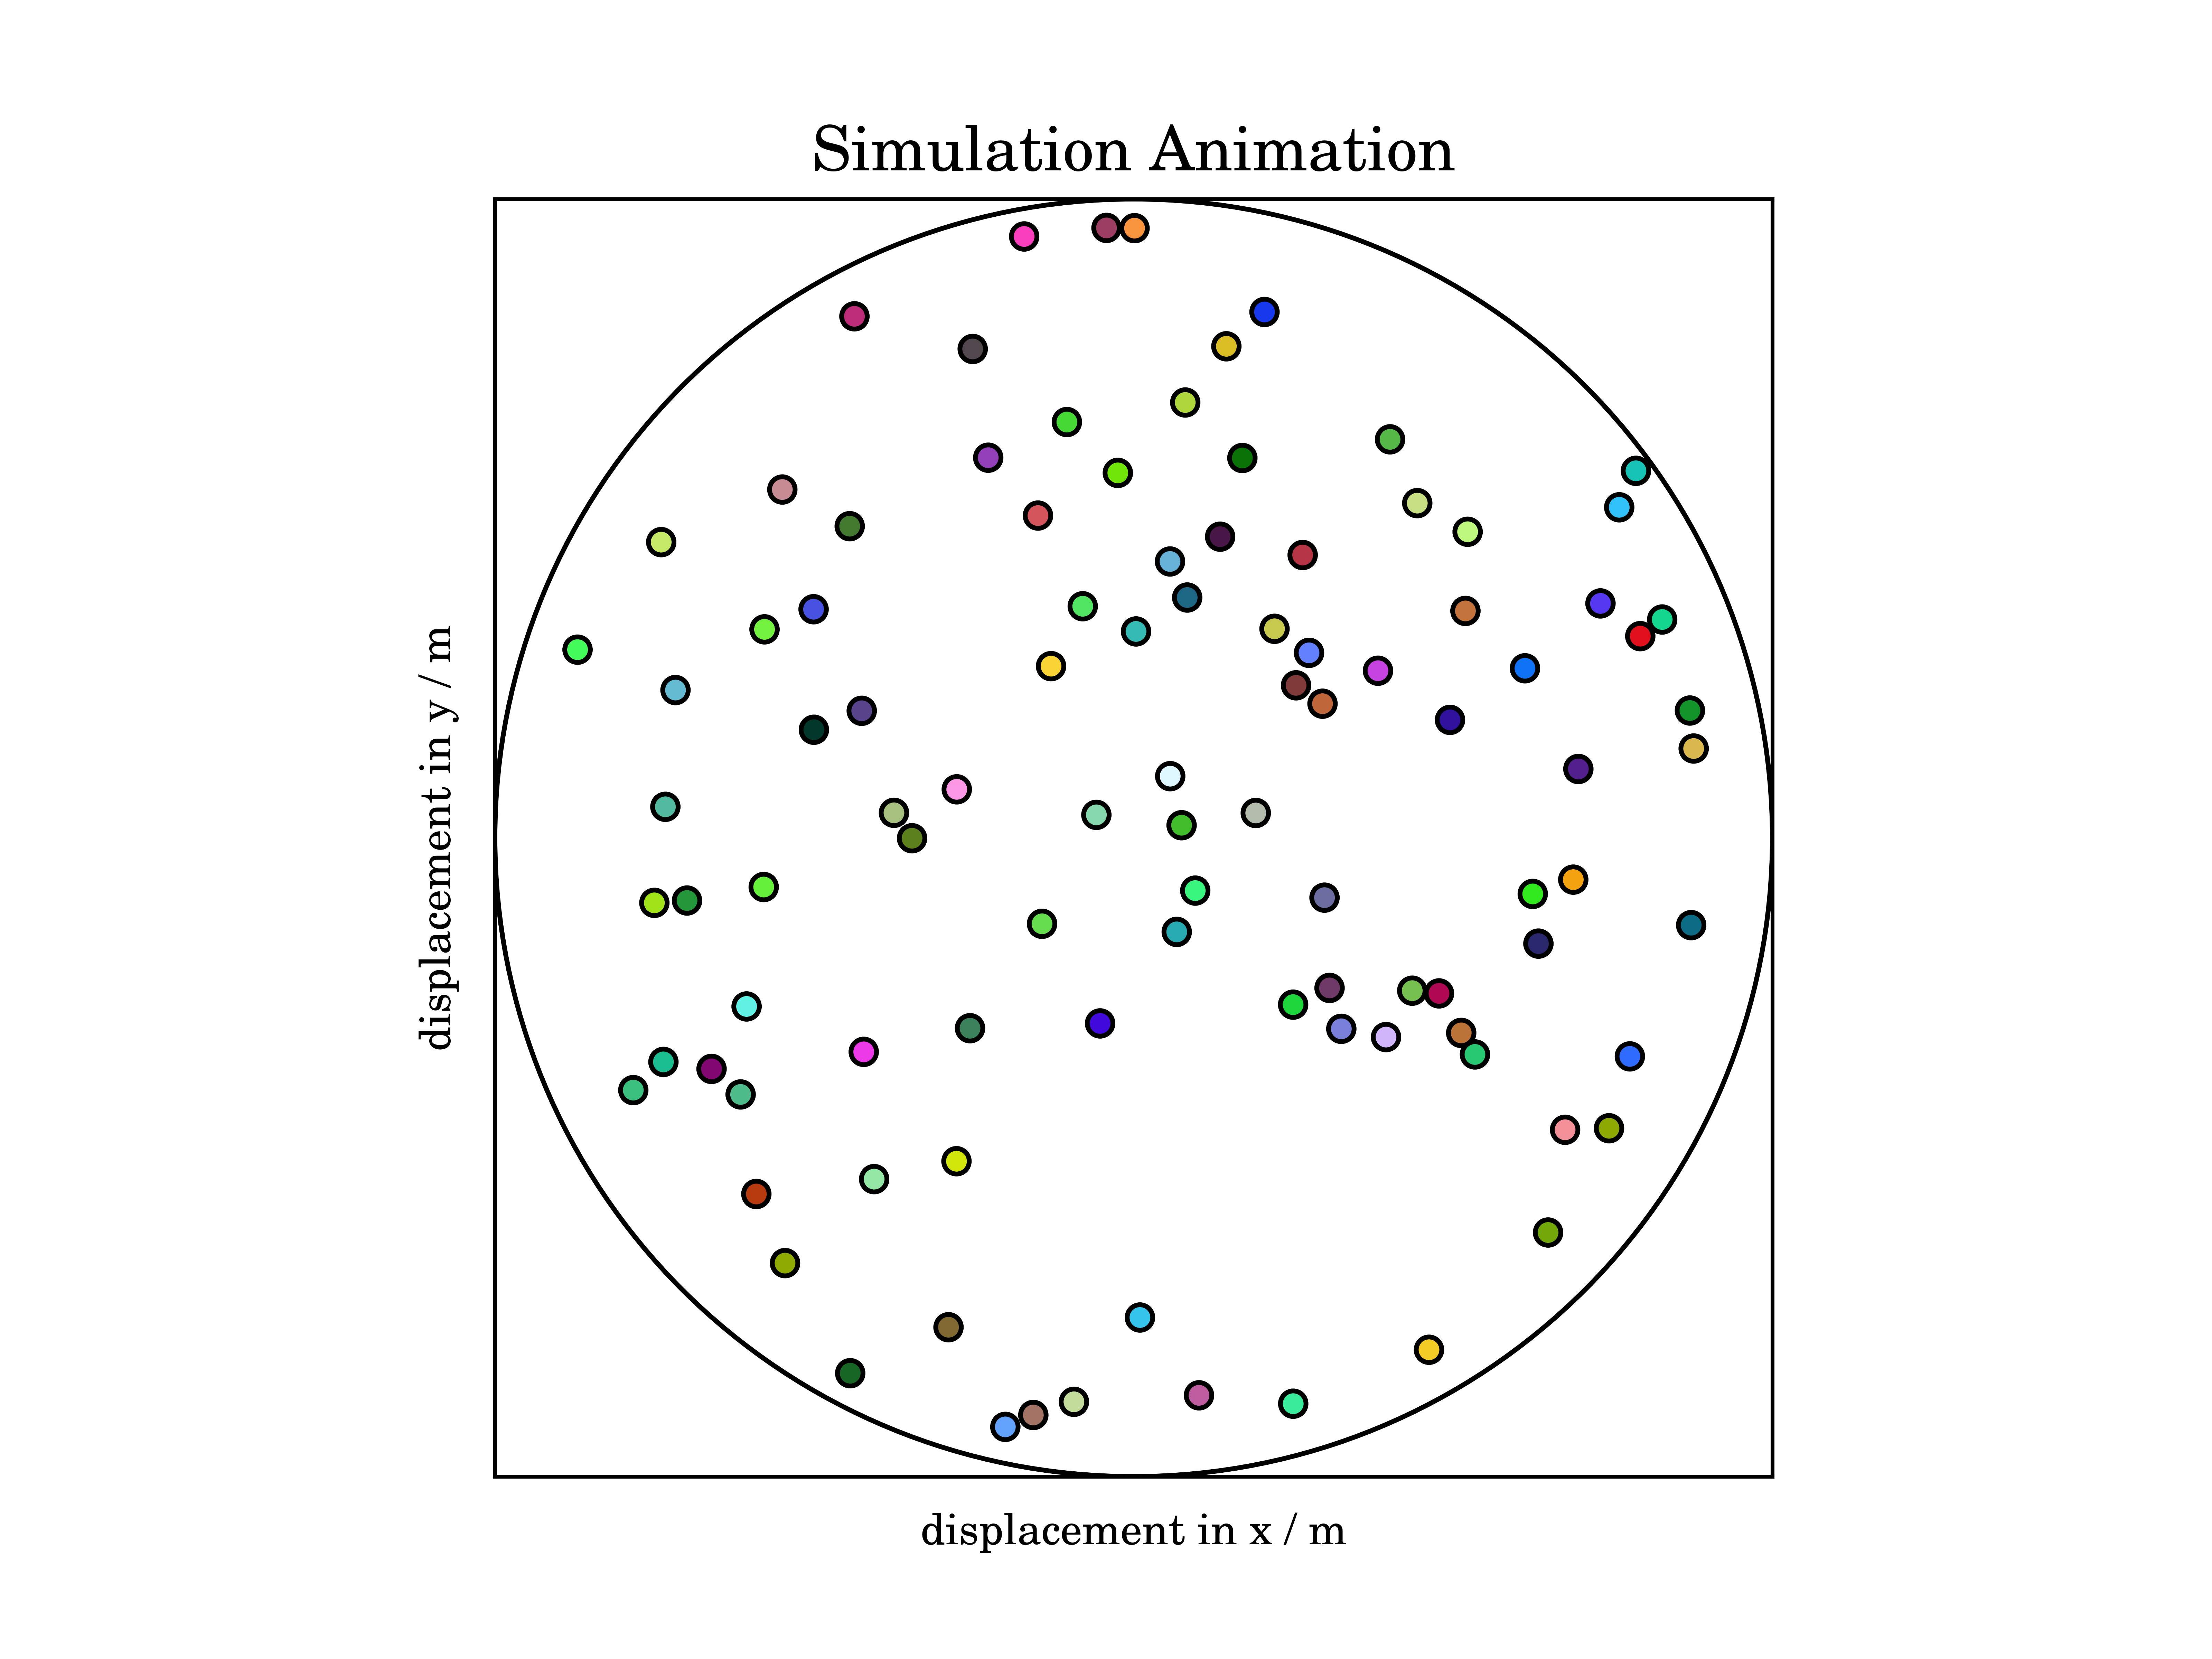 Simulation Animation
displacement in y / m
displacement in x / m